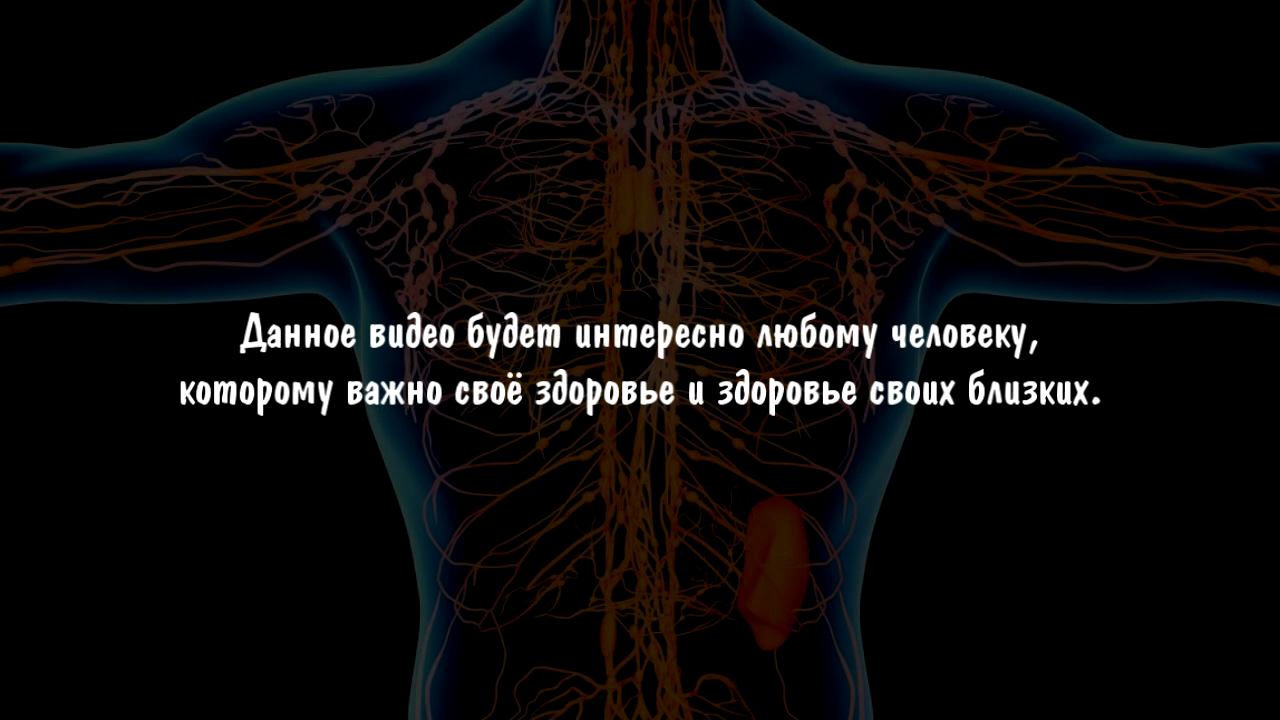 Данное видео будет интересно любому человеку,
которому важно своё здоровье и здоровье своих близких.